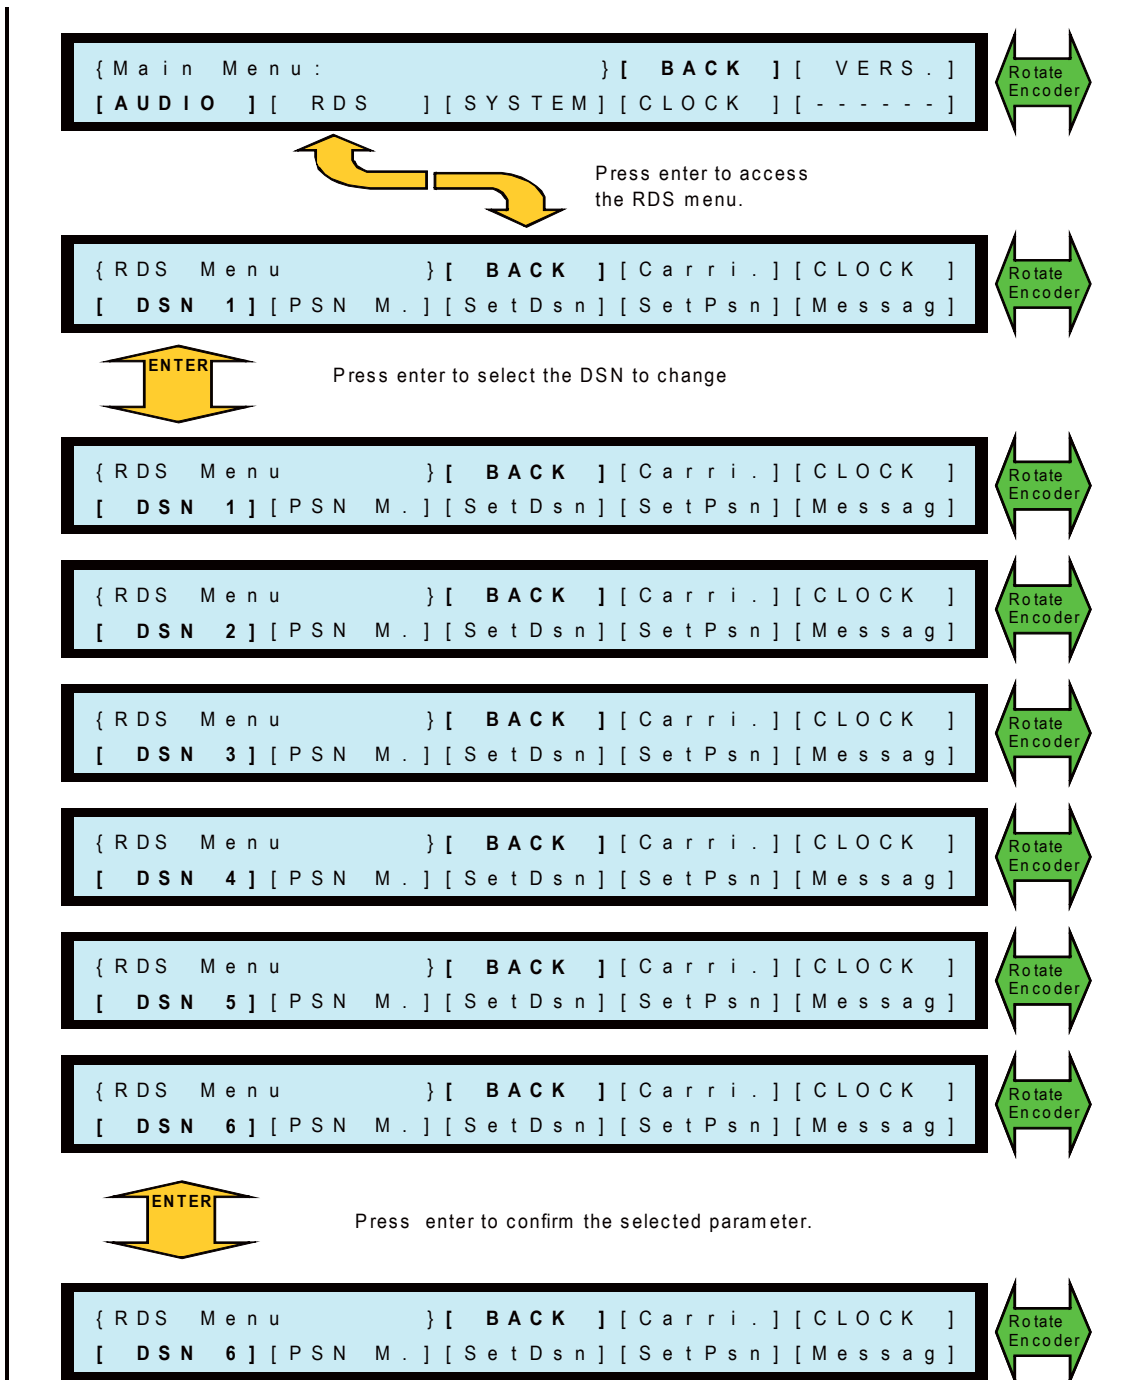 {Main Menu: }[ BACK ][ VERS.]
[AUDIO ][ RDS ][SYSTEM][CLOCK ][------]
Rotate
Encoder
Press enter to access
the RDS menu.
{RDS Menu }[ BACK ][Carri.][CLOCK ]
[ DSN 1][PSN M.][SetDsn][SetPsn][Messag]
Rotate
Encoder
ENTER
Press enter to select the DSN to change
{RDS Menu }[ BACK ][Carri.][CLOCK ]
[ DSN 1][PSN M.][SetDsn][SetPsn][Messag]
Rotate
Encoder
{RDS Menu }[ BACK ][Carri.][CLOCK ]
[ DSN 2][PSN M.][SetDsn][SetPsn][Messag]
Rotate
Encoder
{RDS Menu }[ BACK ][Carri.][CLOCK ]
[ DSN 3][PSN M.][SetDsn][SetPsn][Messag]
Rotate
Encoder
{RDS Menu }[ BACK ][Carri.][CLOCK ]
[ DSN 4][PSN M.][SetDsn][SetPsn][Messag]
Rotate
Encoder
{RDS Menu }[ BACK ][Carri.][CLOCK ]
[ DSN 5][PSN M.][SetDsn][SetPsn][Messag]
Rotate
Encoder
{RDS Menu }[ BACK ][Carri.][CLOCK ]
[ DSN 6][PSN M.][SetDsn][SetPsn][Messag]
Rotate
Encoder
ENTER
Press enter to confirm the selected parameter.
{RDS Menu }[ BACK ][Carri.][CLOCK ]
[ DSN 6][PSN M.][SetDsn][SetPsn][Messag]
Rotate
Encoder